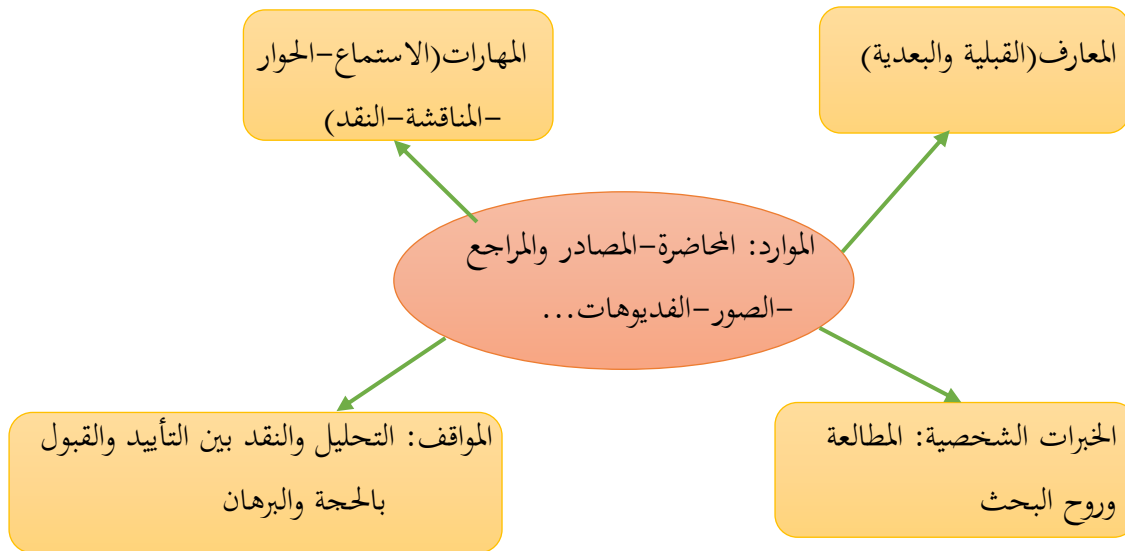 المعارف(القبلية والبعدية)
المهارات(الاستماع-الحوار
-المناقشة-النقد)
الموارد: المحاضرة-المصادر والمراجع
-الصور-الفديوهات...
الخبرات الشخصية: المطالعة
وروح البحث
المواقف: التحليل والنقد بين التأييد والقبول
بالحجة والبرهان